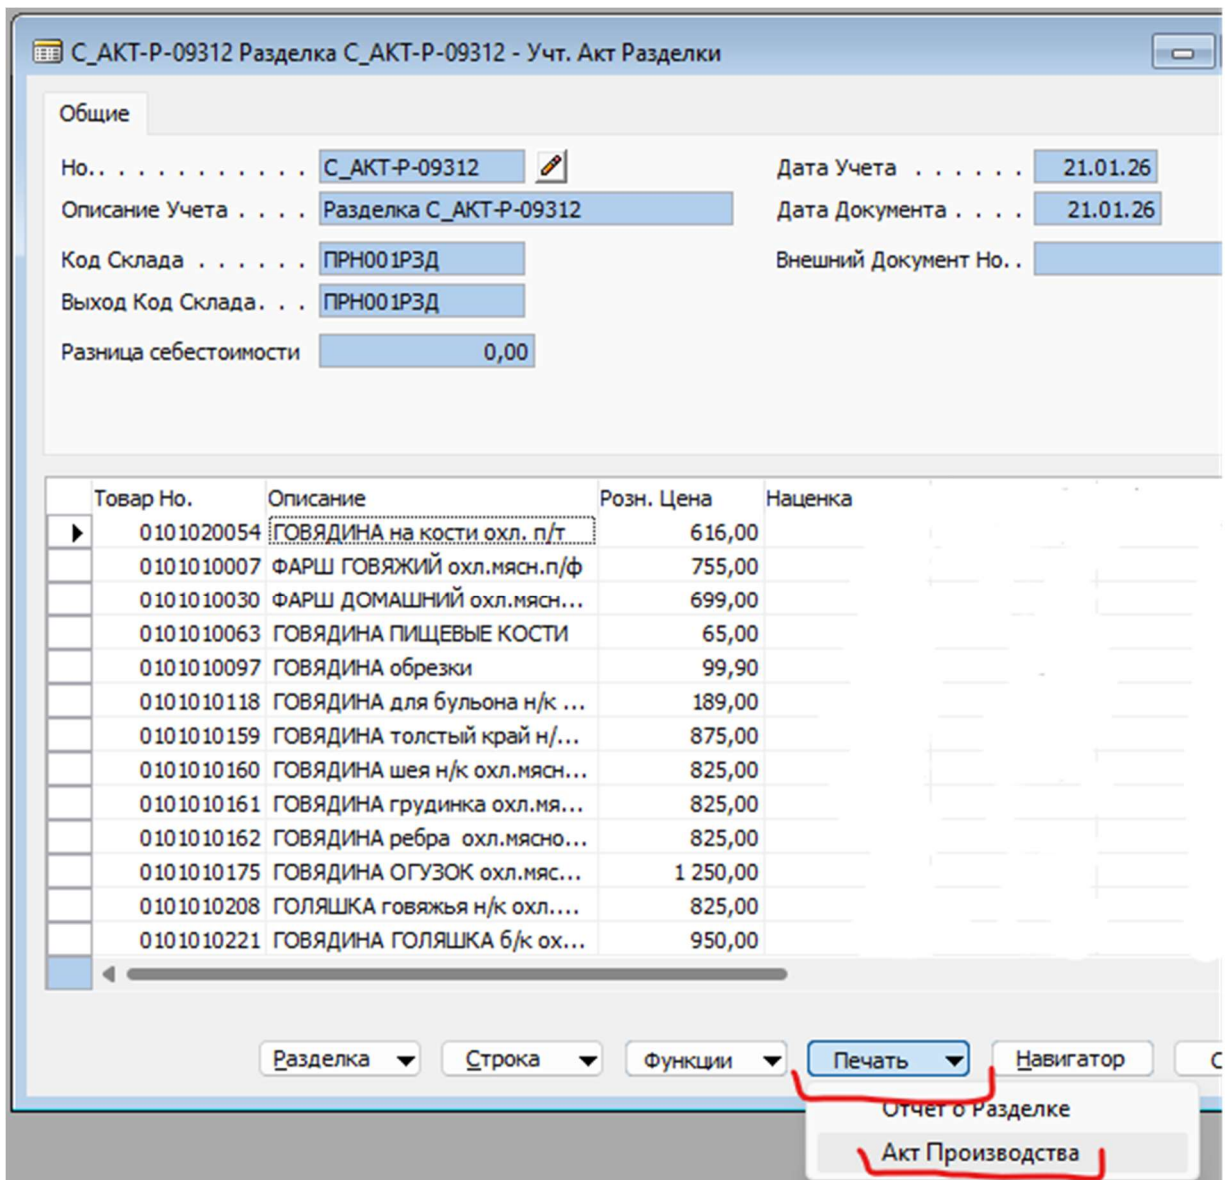 С_АКТ-Р-09312 Разделка С_АКТ-Р-09312 - Учт. Акт Разделки
Общие
Но.. . . . . . . . . . . . С_АКТ-Р-09312 Дата Учета . . . . . . 21.01.26
Описание Учета . . . . Разделка С_АКТ-Р-09312 Дата Документа . . . . 21.01.26
Код Склада . . . . . . ПРН001РЗД Внешний Документ Но. .
Выход Код Склада. . . ПРН001РЗД
Разница себестоимости 0,00
Товар Но. Описание Розн. Цена Наценка
0101020054 ГОВЯДИНА на кости охл. п/т 616,00
0101010007 ФАРШ ГОВЯЖИЙ охл.мясн.п/ф 755,00
0101010030 ФАРШ ДОМАШНИЙ охл.мясн... 699,00
0101010063 ГОВЯДИНА ПИЩЕВЫЕ КОСТИ 65,00
0101010097 ГОВЯДИНА обрезки 99,90
0101010118 ГОВЯДИНА для бульона н/к ... 189,00
0101010159 ГОВЯДИНА толстый край н/... 875,00
0101010160 ГОВЯДИНА шея н/к охл.мясн... 825,00
0101010161 ГОВЯДИНА грудинка охл.мя... 825,00
0101010162 ГОВЯДИНА ребра охл.мясно... 825,00
0101010175 ГОВЯДИНА ОГУЗОК охл.мяс... 1 250,00
0101010208 ГОЛЯШКА говяжья н/к охл.... 825,00
0101010221 ГОВЯДИНА ГОЛЯШКА б/к ох... 950,00
Разделка Строка Функции Печать Навигатор
Отчет о Разделке
Акт Производства